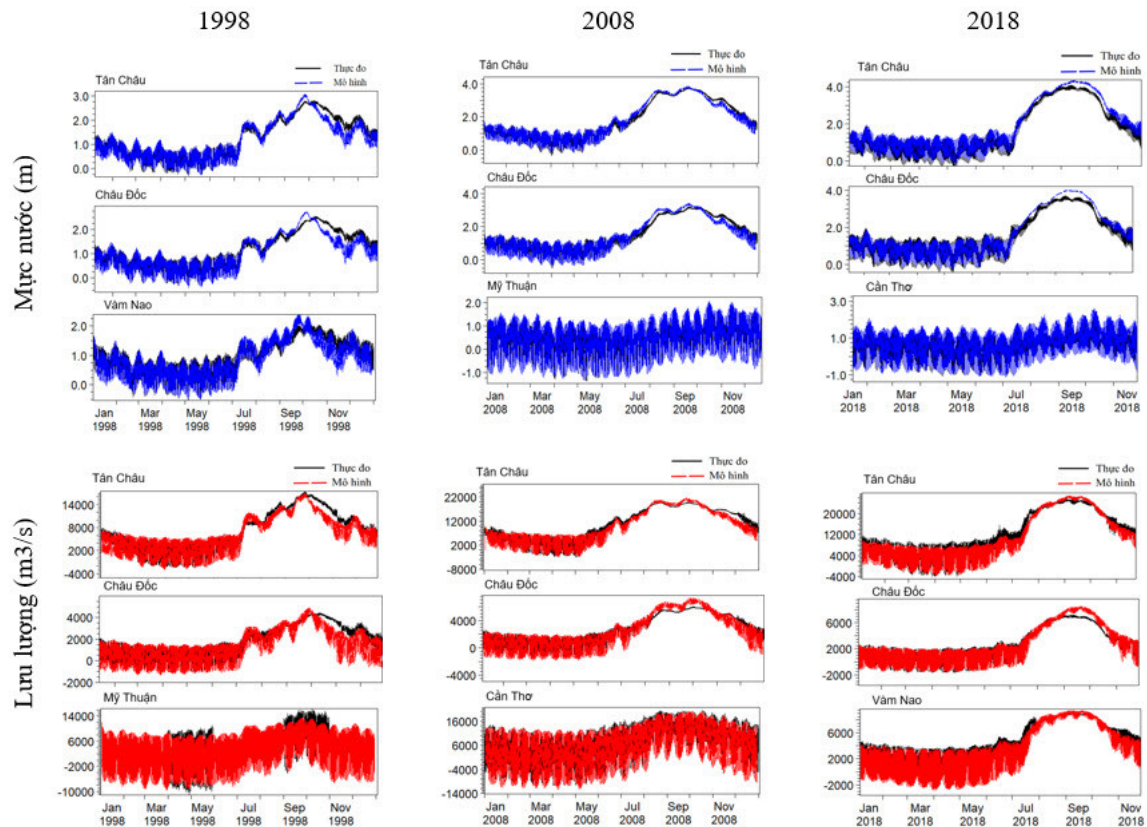 1998 2008 2018
Mực nước (m)
Tân Châu
Thực đo
Mô hình
3.0
2.0
1.0
0.0
Châu Đốc
2.0
1.0
0.0
Vàm Nao
2.0
1.0
0.0
Jan Mar May Jul Sep Nov
1998 1998 1998 1998 1998 1998
Tân Châu
Thực đo
Mô hình
4.0
2.0
0.0
Châu Đốc
4.0
2.0
0.0
Mỹ Thuận
2.0
1.0
0.0
-1.0
Jan Mar May Jul Sep Nov
2008 2008 2008 2008 2008 2008
Tân Châu
Thực đo
Mô hình
4.0
2.0
0.0
Châu Đốc
4.0
2.0
0.0
Cần Thơ
3.0
1.0
-1.0
Jan Mar May Jul Sep Nov
2018 2018 2018 2018 2018 2018
Lưu lượng (m3/s)
Tân Châu
Thực đo
Mô hình
14000
8000
2000
-4000
Châu Đốc
4000
2000
0
-2000
Mỹ Thuận
14000
6000
-2000
-10000
Jan Mar May Jul Sep Nov
1998 1998 1998 1998 1998 1998
Tân Châu
Thực đo
Mô hình
22000
12000
2000
-8000
Châu Đốc
4000
0
-4000
Cần Thơ
16000
6000
-4000
-14000
Jan Mar May Jul Sep Nov
2008 2008 2008 2008 2008 2008
Tân Châu
Thực đo
Mô hình
20000
12000
4000
-4000
Châu Đốc
6000
2000
-2000
Vàm Nao
6000
2000
-2000
Jan Mar May Jul Sep Nov
2018 2018 2018 2018 2018 2018